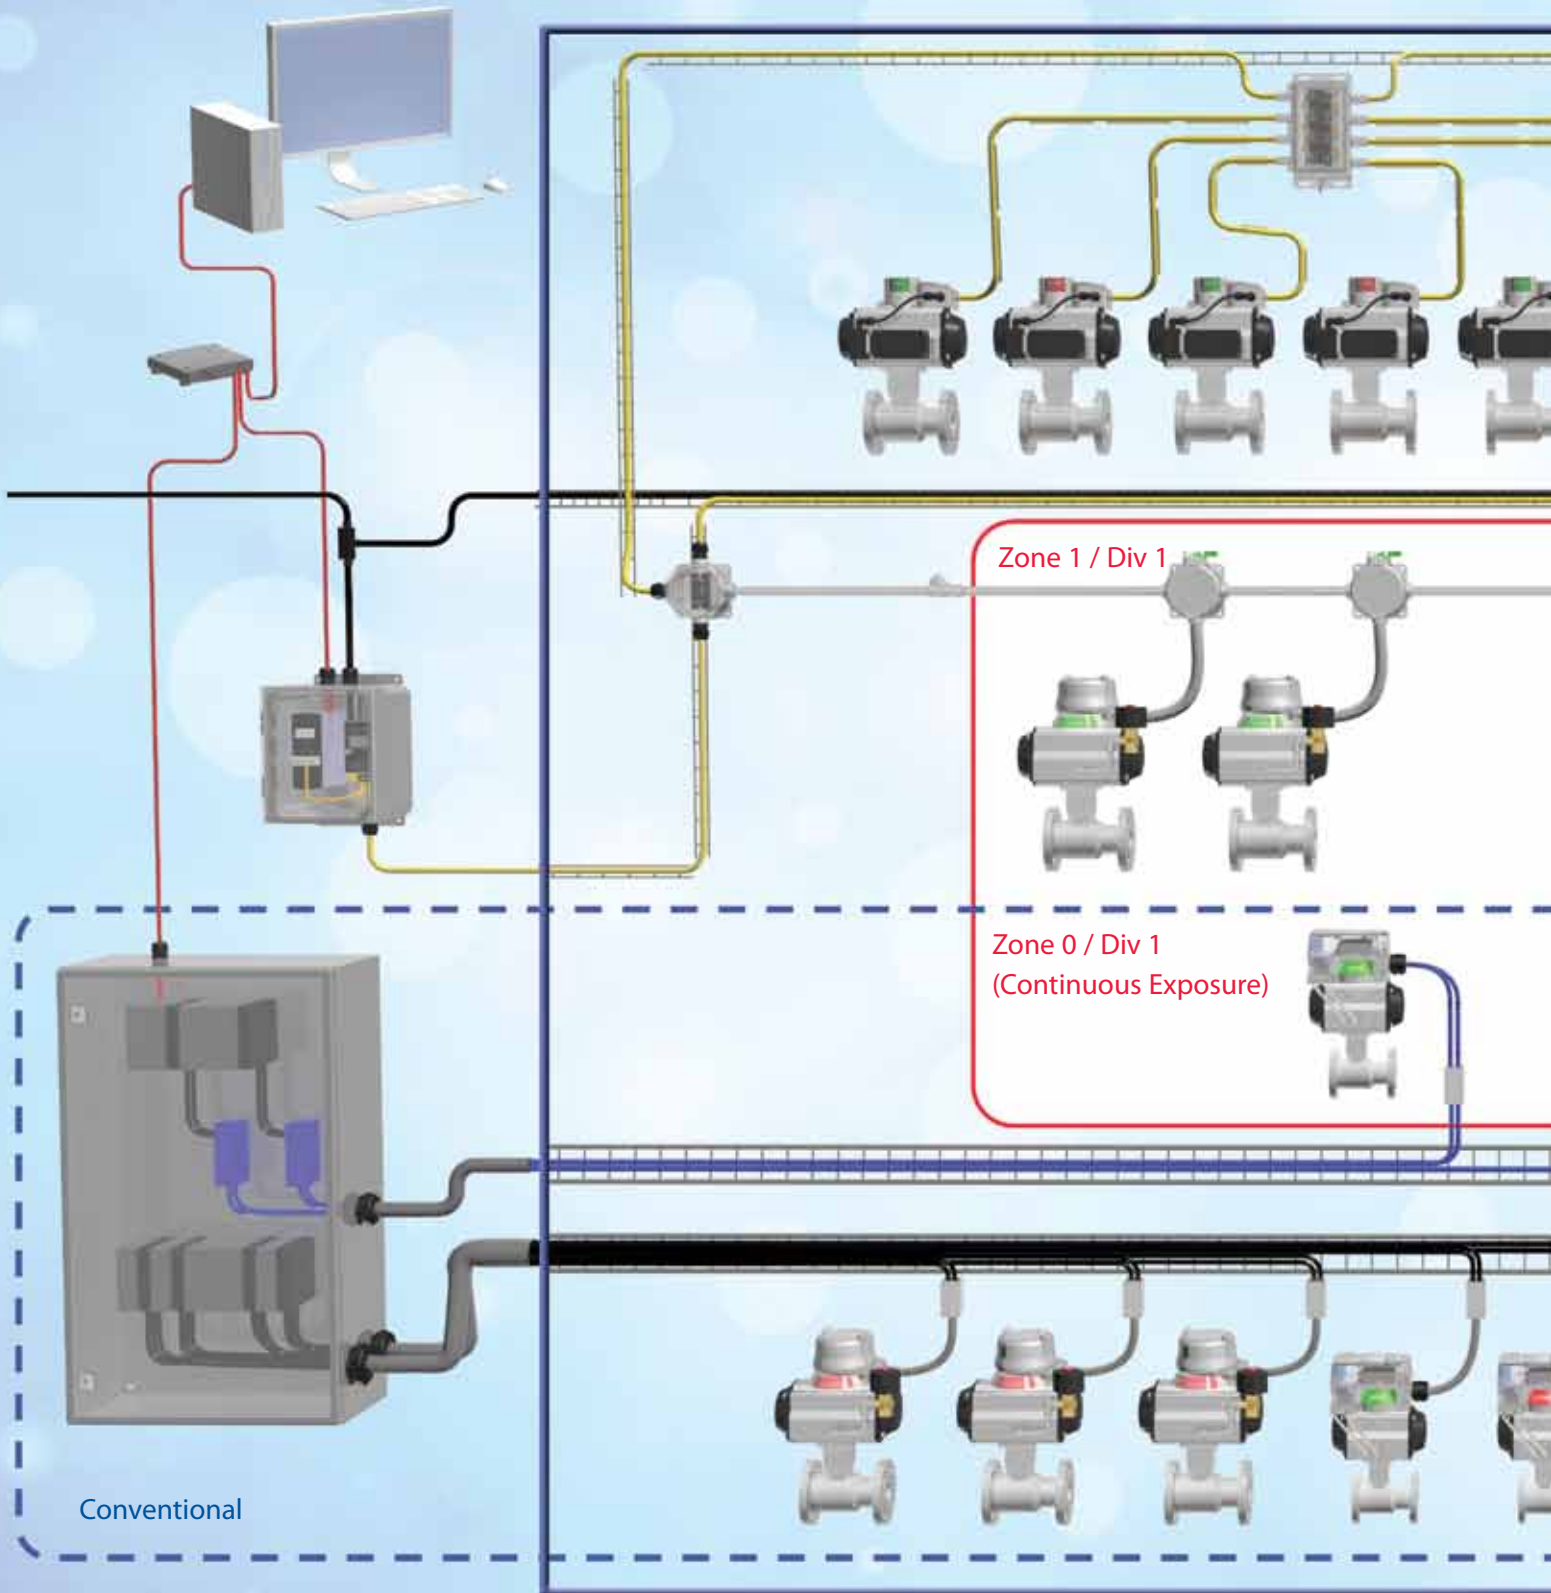 Zone 1 / Div 1
Zone 0 / Div 1
(Continuous Exposure)
Conventional